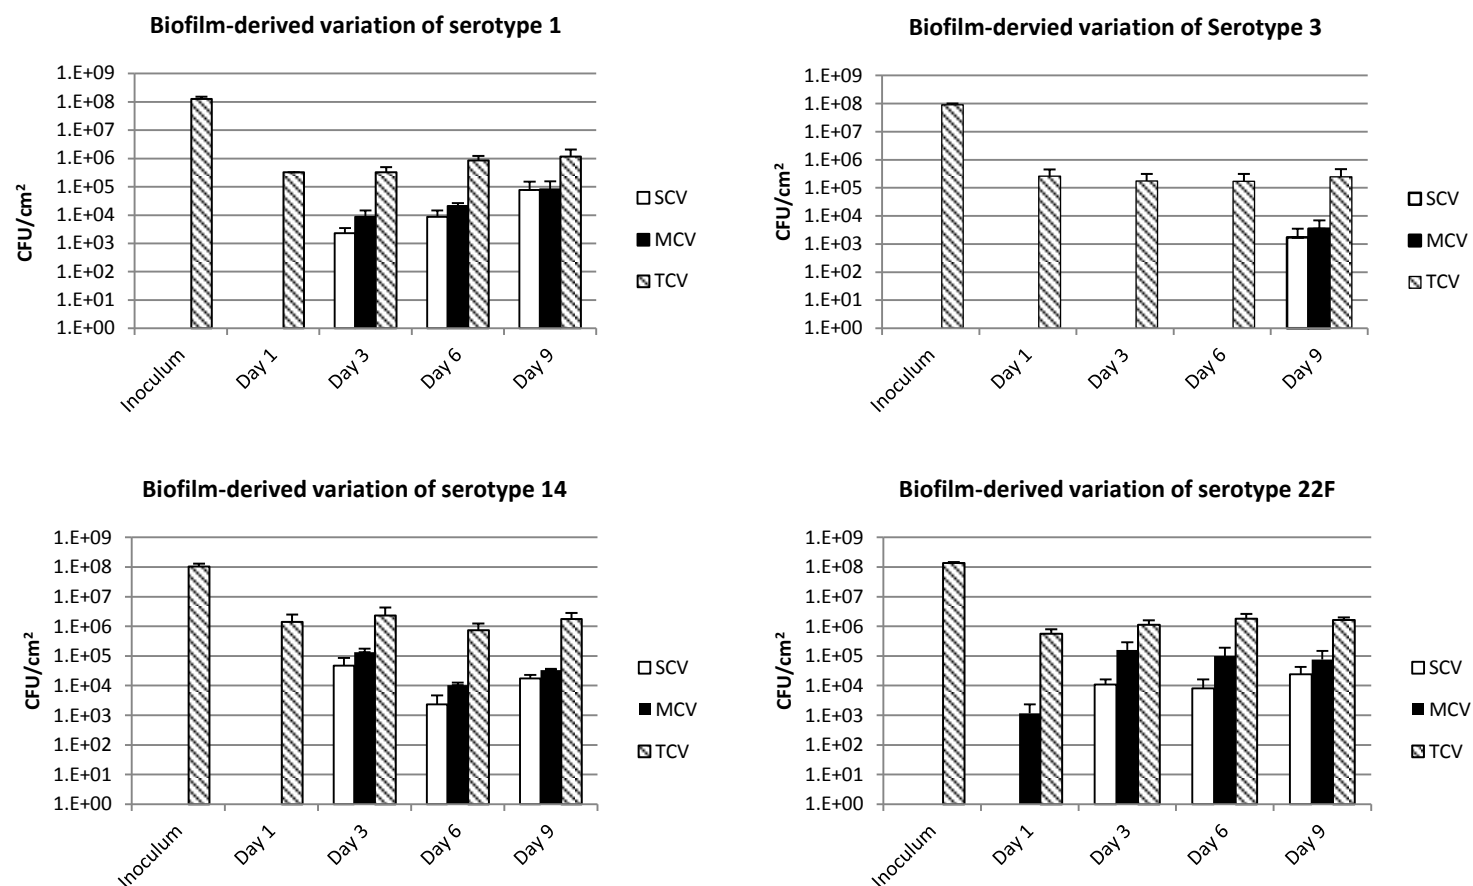 Biofilm-derived variation of serotype 1
1.E+09
1.E+08
1.E+07
1.E+06
1.E+05
1.E+04
1.E+03
1.E+02
1.E+01
1.E+00
CFU/cm²
Inoculum
Day 1
Day 3
Day 6
Day 9
SCV
MCV
TCV
Biofilm-dervied variation of Serotype 3
1.E+09
1.E+08
1.E+07
1.E+06
1.E+05
1.E+04
1.E+03
1.E+02
1.E+01
1.E+00
CFU/cm²
Inoculum
Day 1
Day 3
Day 6
Day 9
SCV
MCV
TCV
Biofilm-derived variation of serotype 14
1.E+09
1.E+08
1.E+07
1.E+06
1.E+05
1.E+04
1.E+03
1.E+02
1.E+01
1.E+00
CFU/cm²
Inoculum
Day 1
Day 3
Day 6
Day 9
SCV
MCV
TCV
Biofilm-derived variation of serotype 22F
1.E+09
1.E+08
1.E+07
1.E+06
1.E+05
1.E+04
1.E+03
1.E+02
1.E+01
1.E+00
CFU/cm²
Inoculum
Day 1
Day 3
Day 6
Day 9
SCV
MCV
TCV